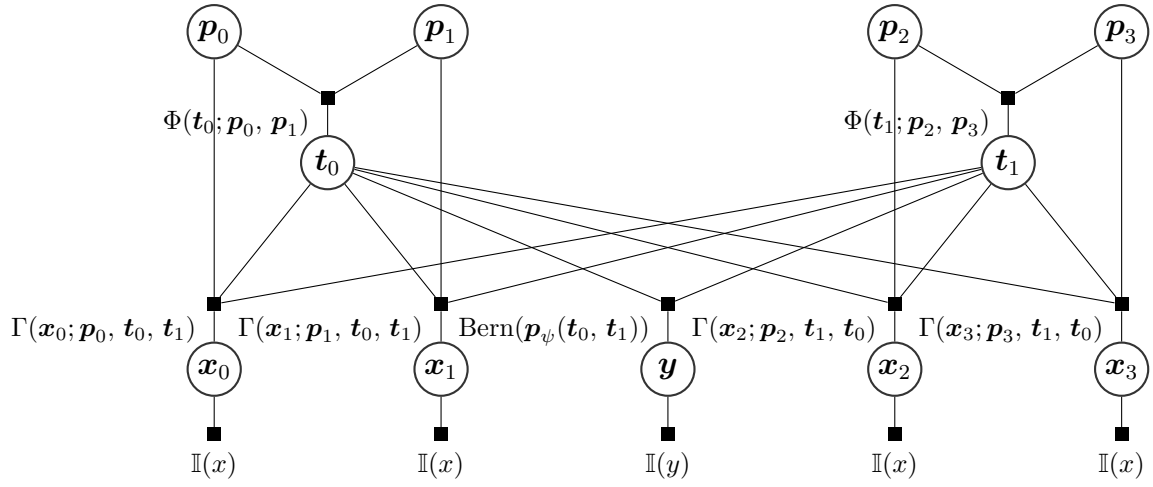 p₀ p₁ p₂ p₃
Φ(t₀; p₀, p₁) Φ(t₁; p₂, p₃)
t₀ t₁
Γ(x₀; p₀, t₀, t₁) Γ(x₁; p₁, t₀, t₁) Bern(p_ψ(t₀, t₁)) Γ(x₂; p₂, t₁, t₀) Γ(x₃; p₃, t₁, t₀)
x₀ x₁ y x₂ x₃
𝕀(x) 𝕀(x) 𝕀(y) 𝕀(x) 𝕀(x)